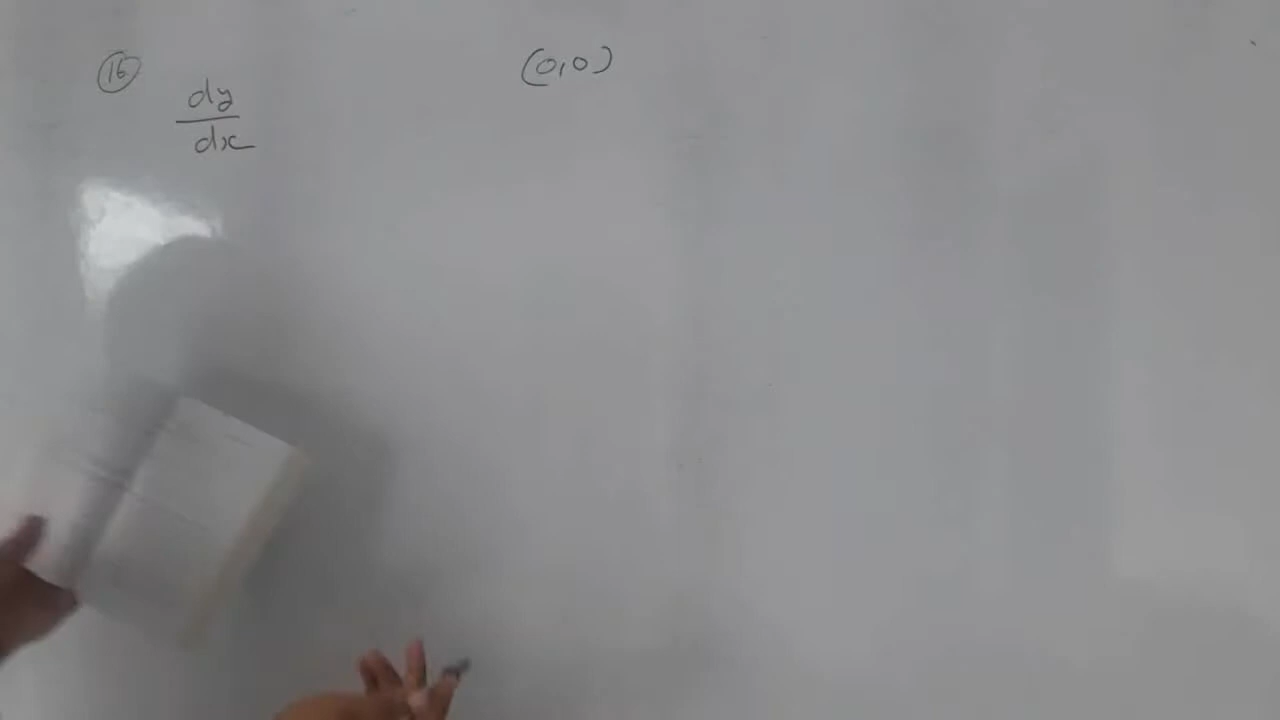 ⑯ (0,0)
dy
dx